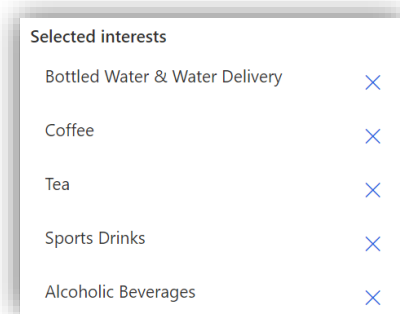 Selected interests
Bottled Water & Water Delivery
Coffee
Tea
Sports Drinks
Alcoholic Beverages